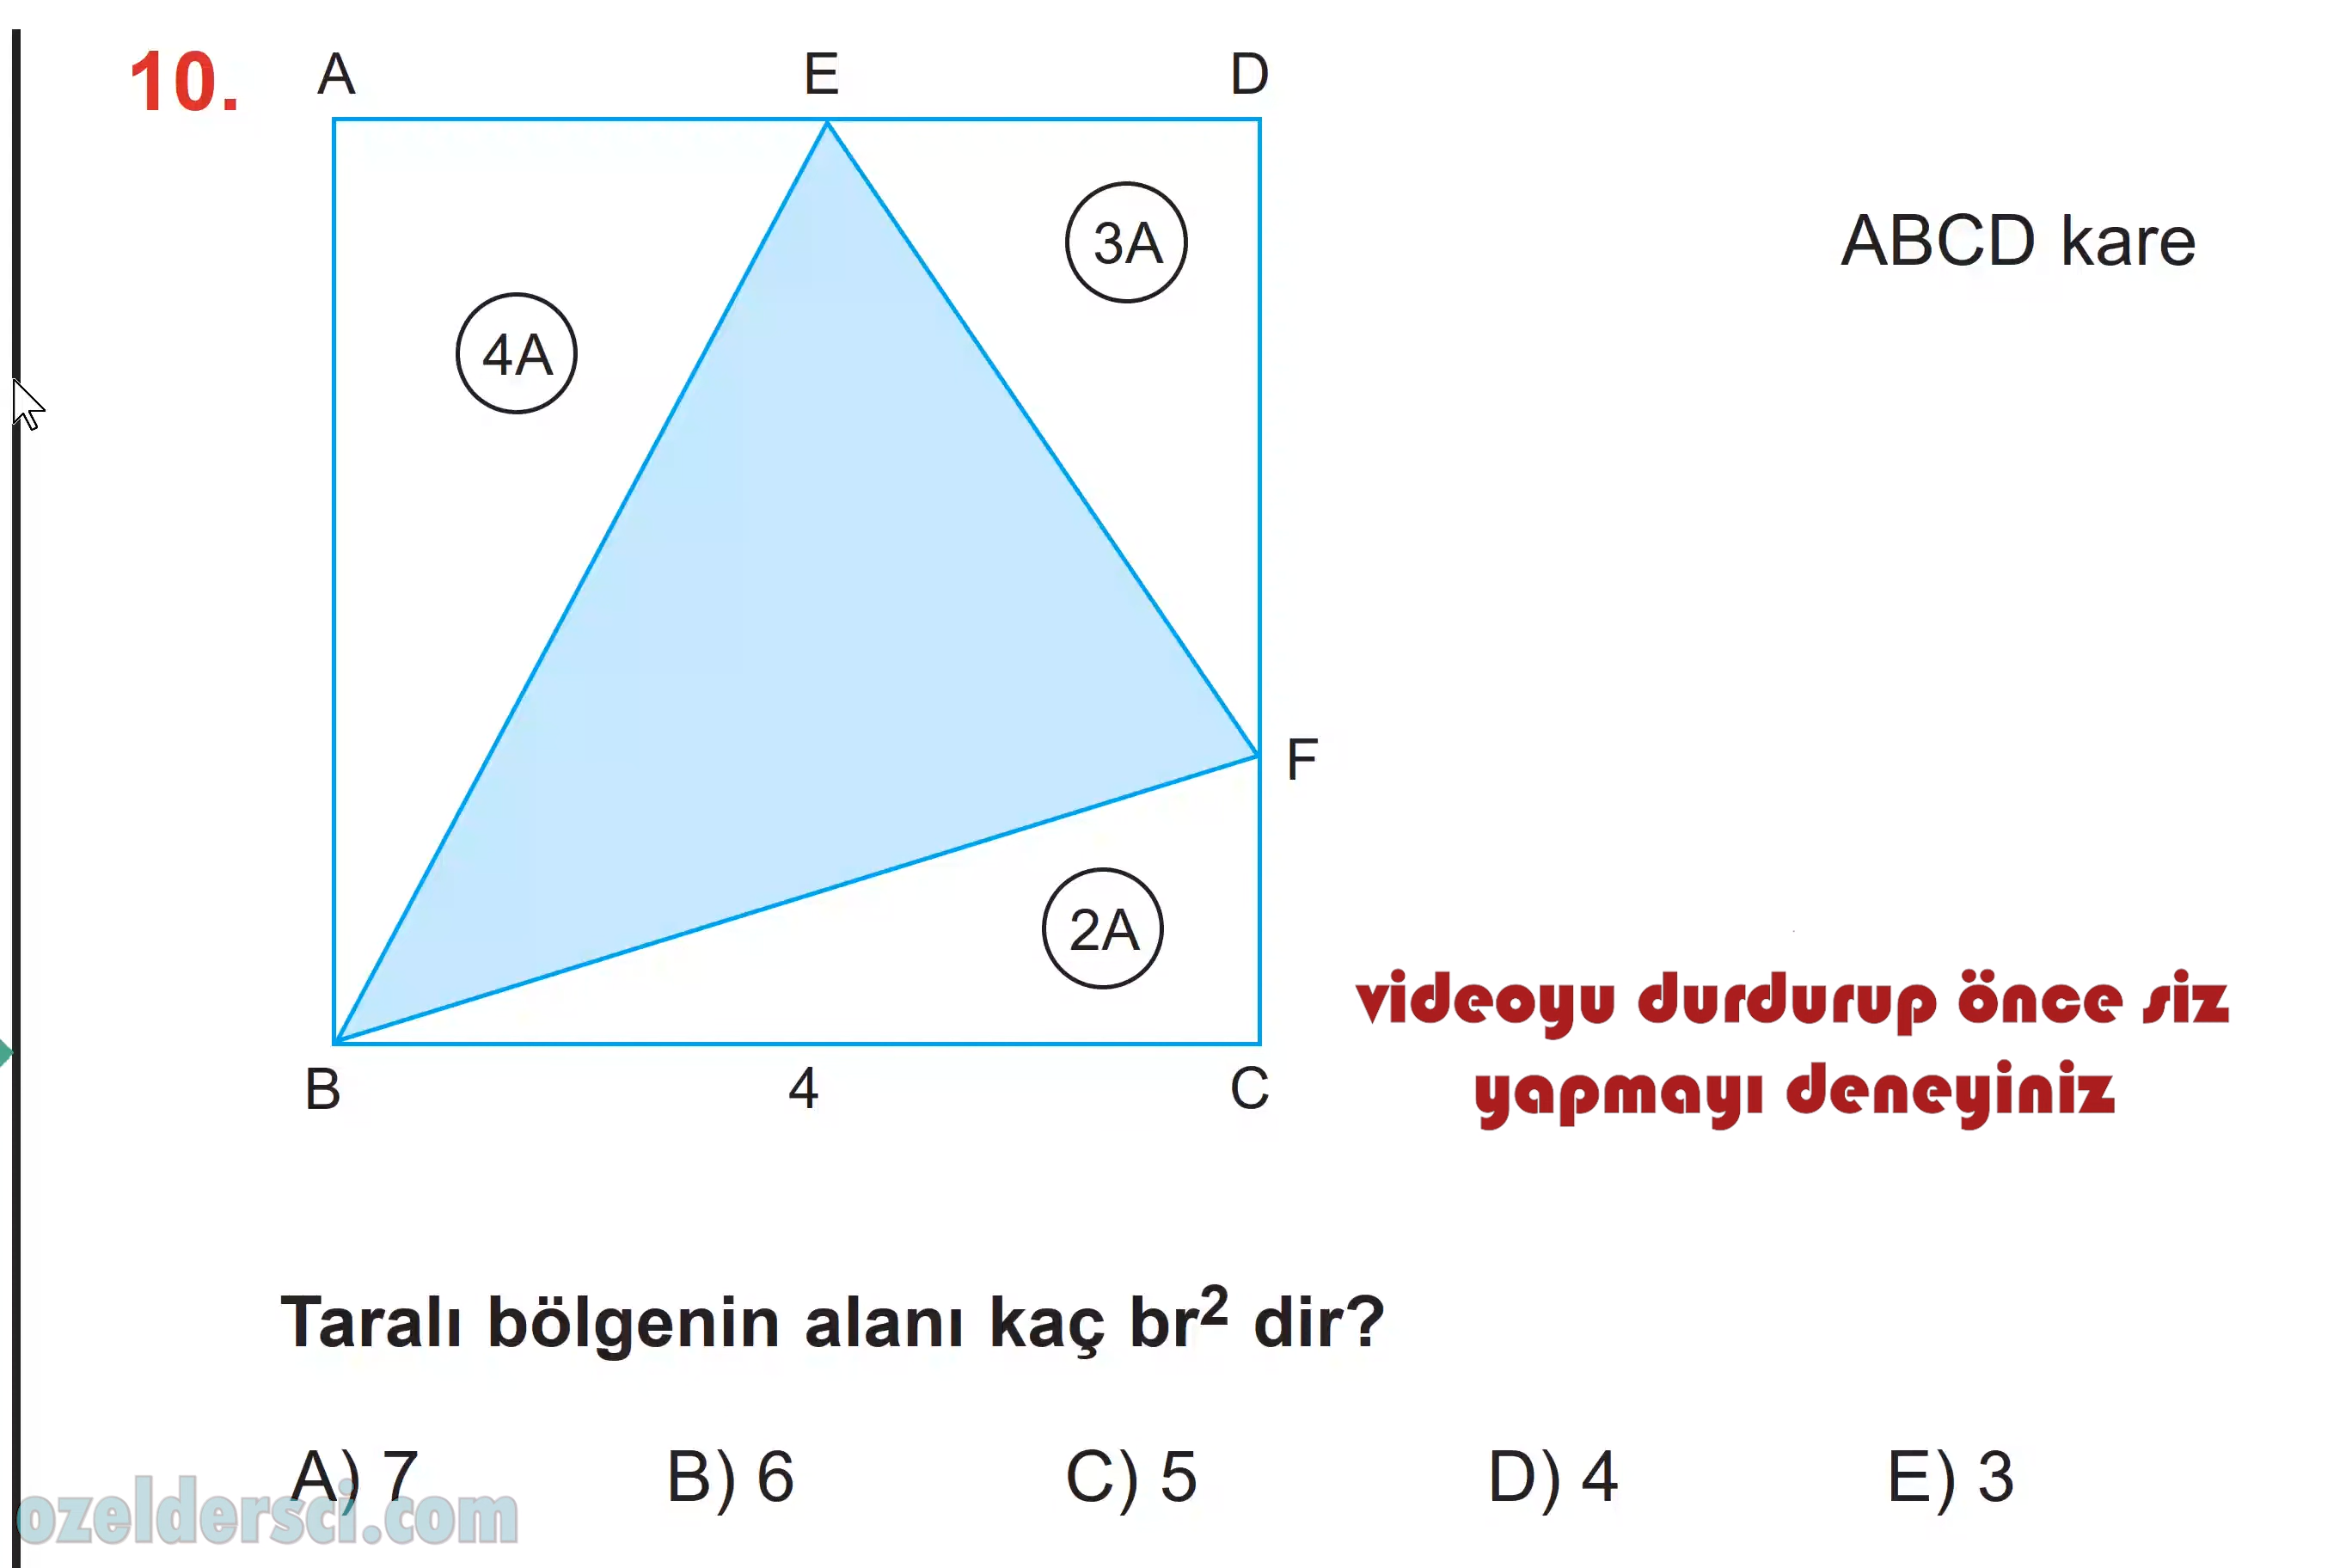 10.
A E D
3A
ABCD kare
4A
F
2A
videoyu durdurup önce siz
yapmayı deneyiniz
B 4 C
Taralı bölgenin alanı kaç br² dir?
A) 7 B) 6 C) 5 D) 4 E) 3
ozeldersci.com